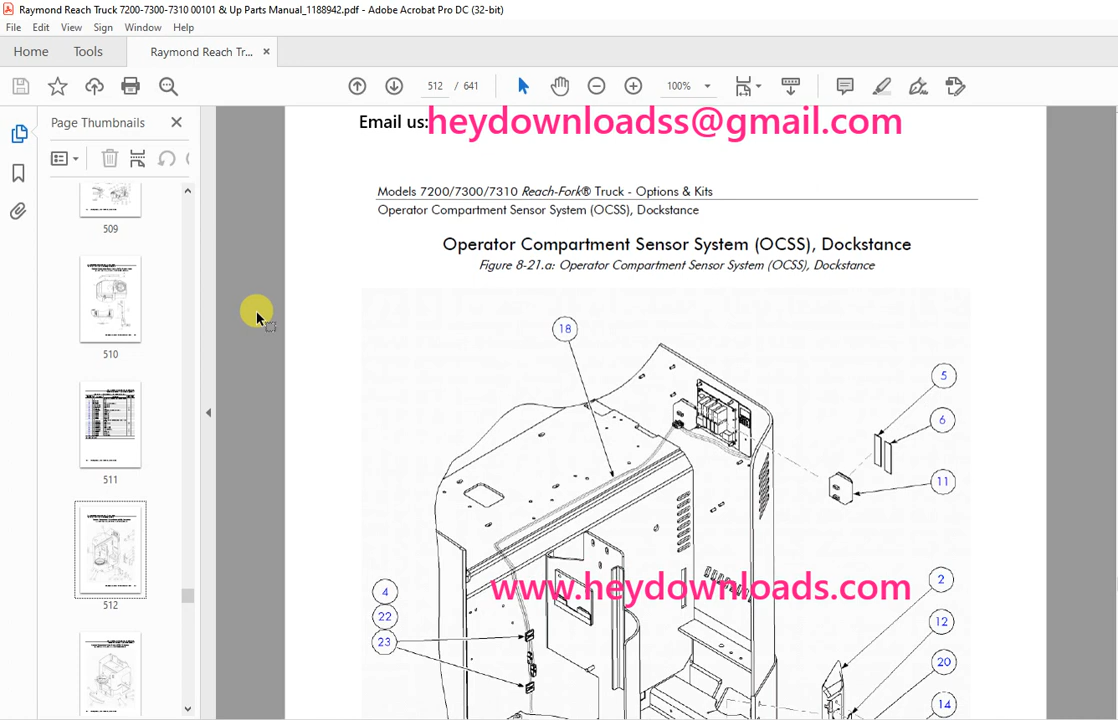 Raymond Reach Truck 7200-7300-7310 00101 & Up Parts Manual_1188942.pdf - Adobe Acrobat Pro DC (32-bit)
File Edit View Sign Window Help
Home Tools Raymond Reach Tr... ×
512 / 641 100%
Page Thumbnails
509
510
511
512
Email us:heydownloadss@gmail.com
Models 7200/7300/7310 Reach-Fork® Truck - Options & Kits
Operator Compartment Sensor System (OCSS), Dockstance
Operator Compartment Sensor System (OCSS), Dockstance
Figure 8-21.a: Operator Compartment Sensor System (OCSS), Dockstance
18
5
6
11
www.heydownloads.com
2
4
22
12
23
20
14